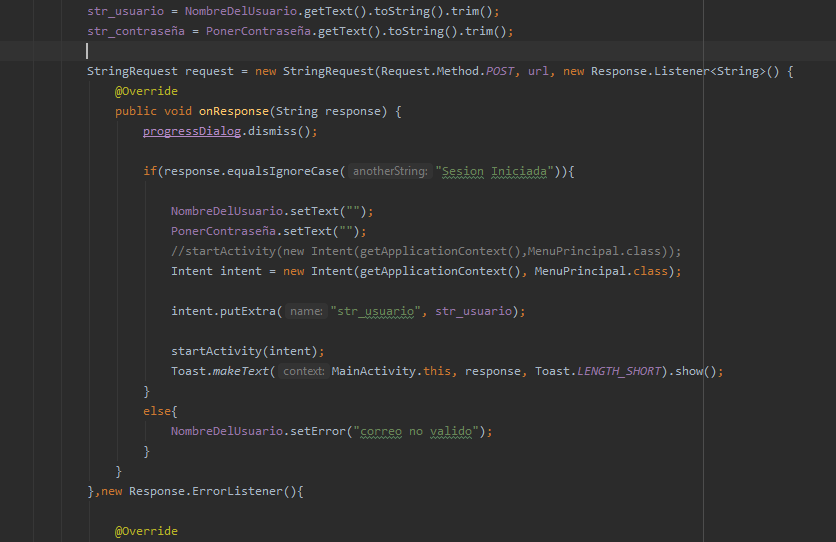 str_usuario = NombreDelUsuario.getText().toString().trim();
str_contraseña = PonerContraseña.getText().toString().trim();
StringRequest request = new StringRequest(Request.Method.POST, url, new Response.Listener<String>() {
@Override
public void onResponse(String response) {
progressDialog.dismiss();
if(response.equalsIgnoreCase( anotherString: "Sesion Iniciada")){
NombreDelUsuario.setText("");
PonerContraseña.setText("");
//startActivity(new Intent(getApplicationContext(),MenuPrincipal.class));
Intent intent = new Intent(getApplicationContext(), MenuPrincipal.class);
intent.putExtra( name: "str_usuario", str_usuario);
startActivity(intent);
Toast.makeText( context: MainActivity.this, response, Toast.LENGTH_SHORT).show();
}
else{
NombreDelUsuario.setError("correo no valido");
}
}
},new Response.ErrorListener(){
@Override